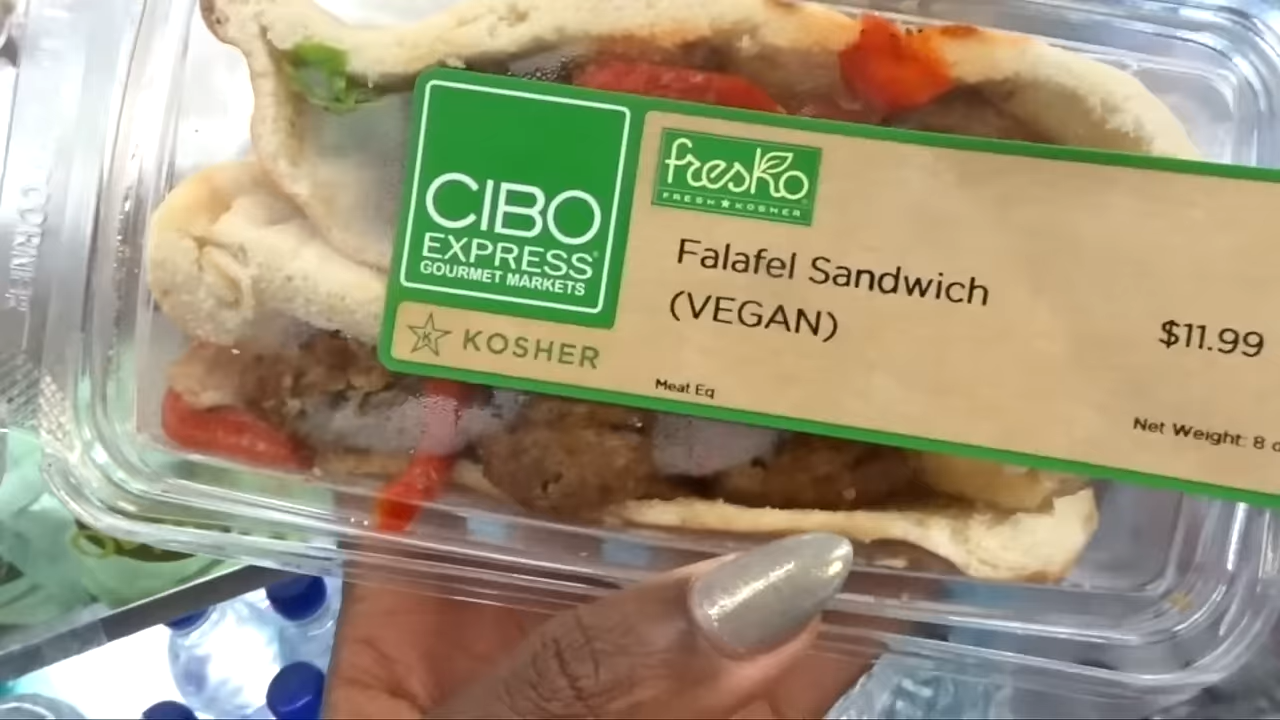 CIBO
EXPRESS
GOURMET MARKETS
KOSHER
fresko
FRESH ★ KOSHER
Falafel Sandwich
(VEGAN)
Meat Eq
$11.99
Net Weight: 8